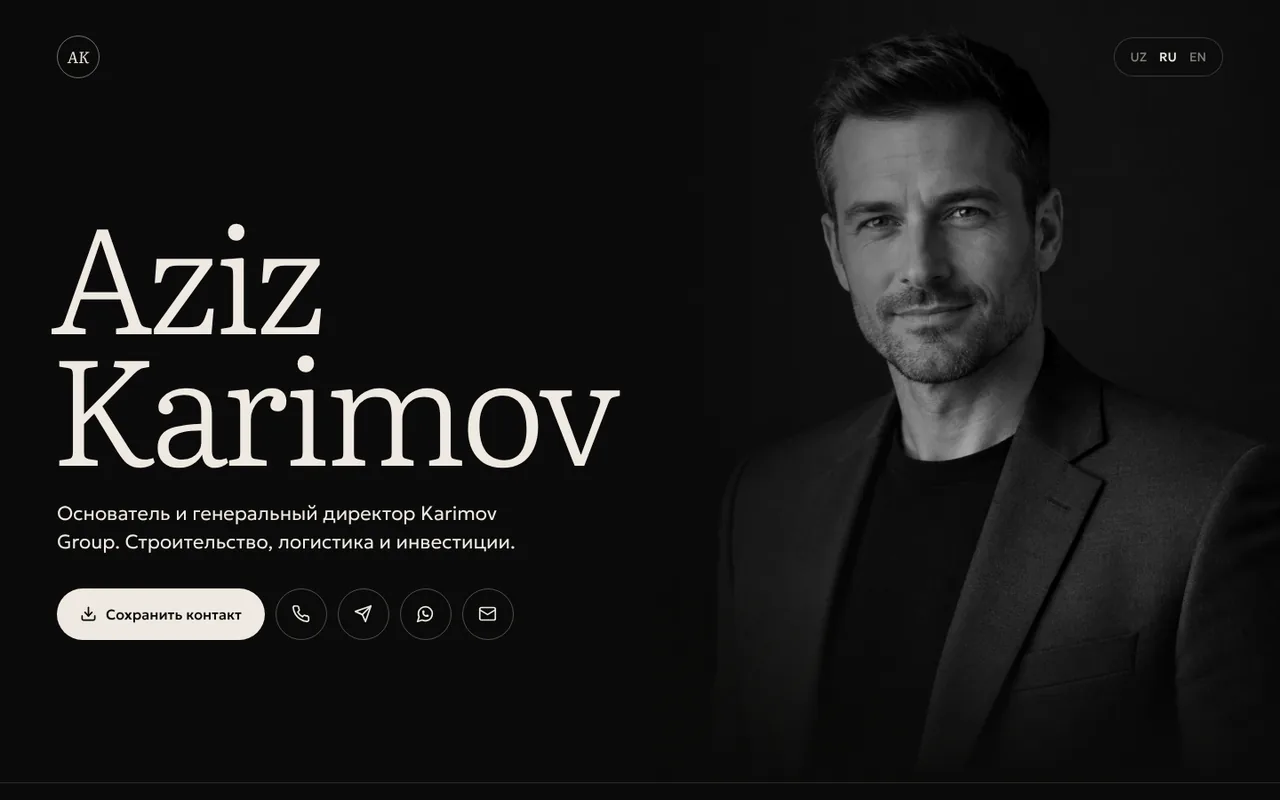 AK
UZ RU EN
Aziz
Karimov
Основатель и генеральный директор Karimov
Group. Строительство, логистика и инвестиции.
Сохранить контакт